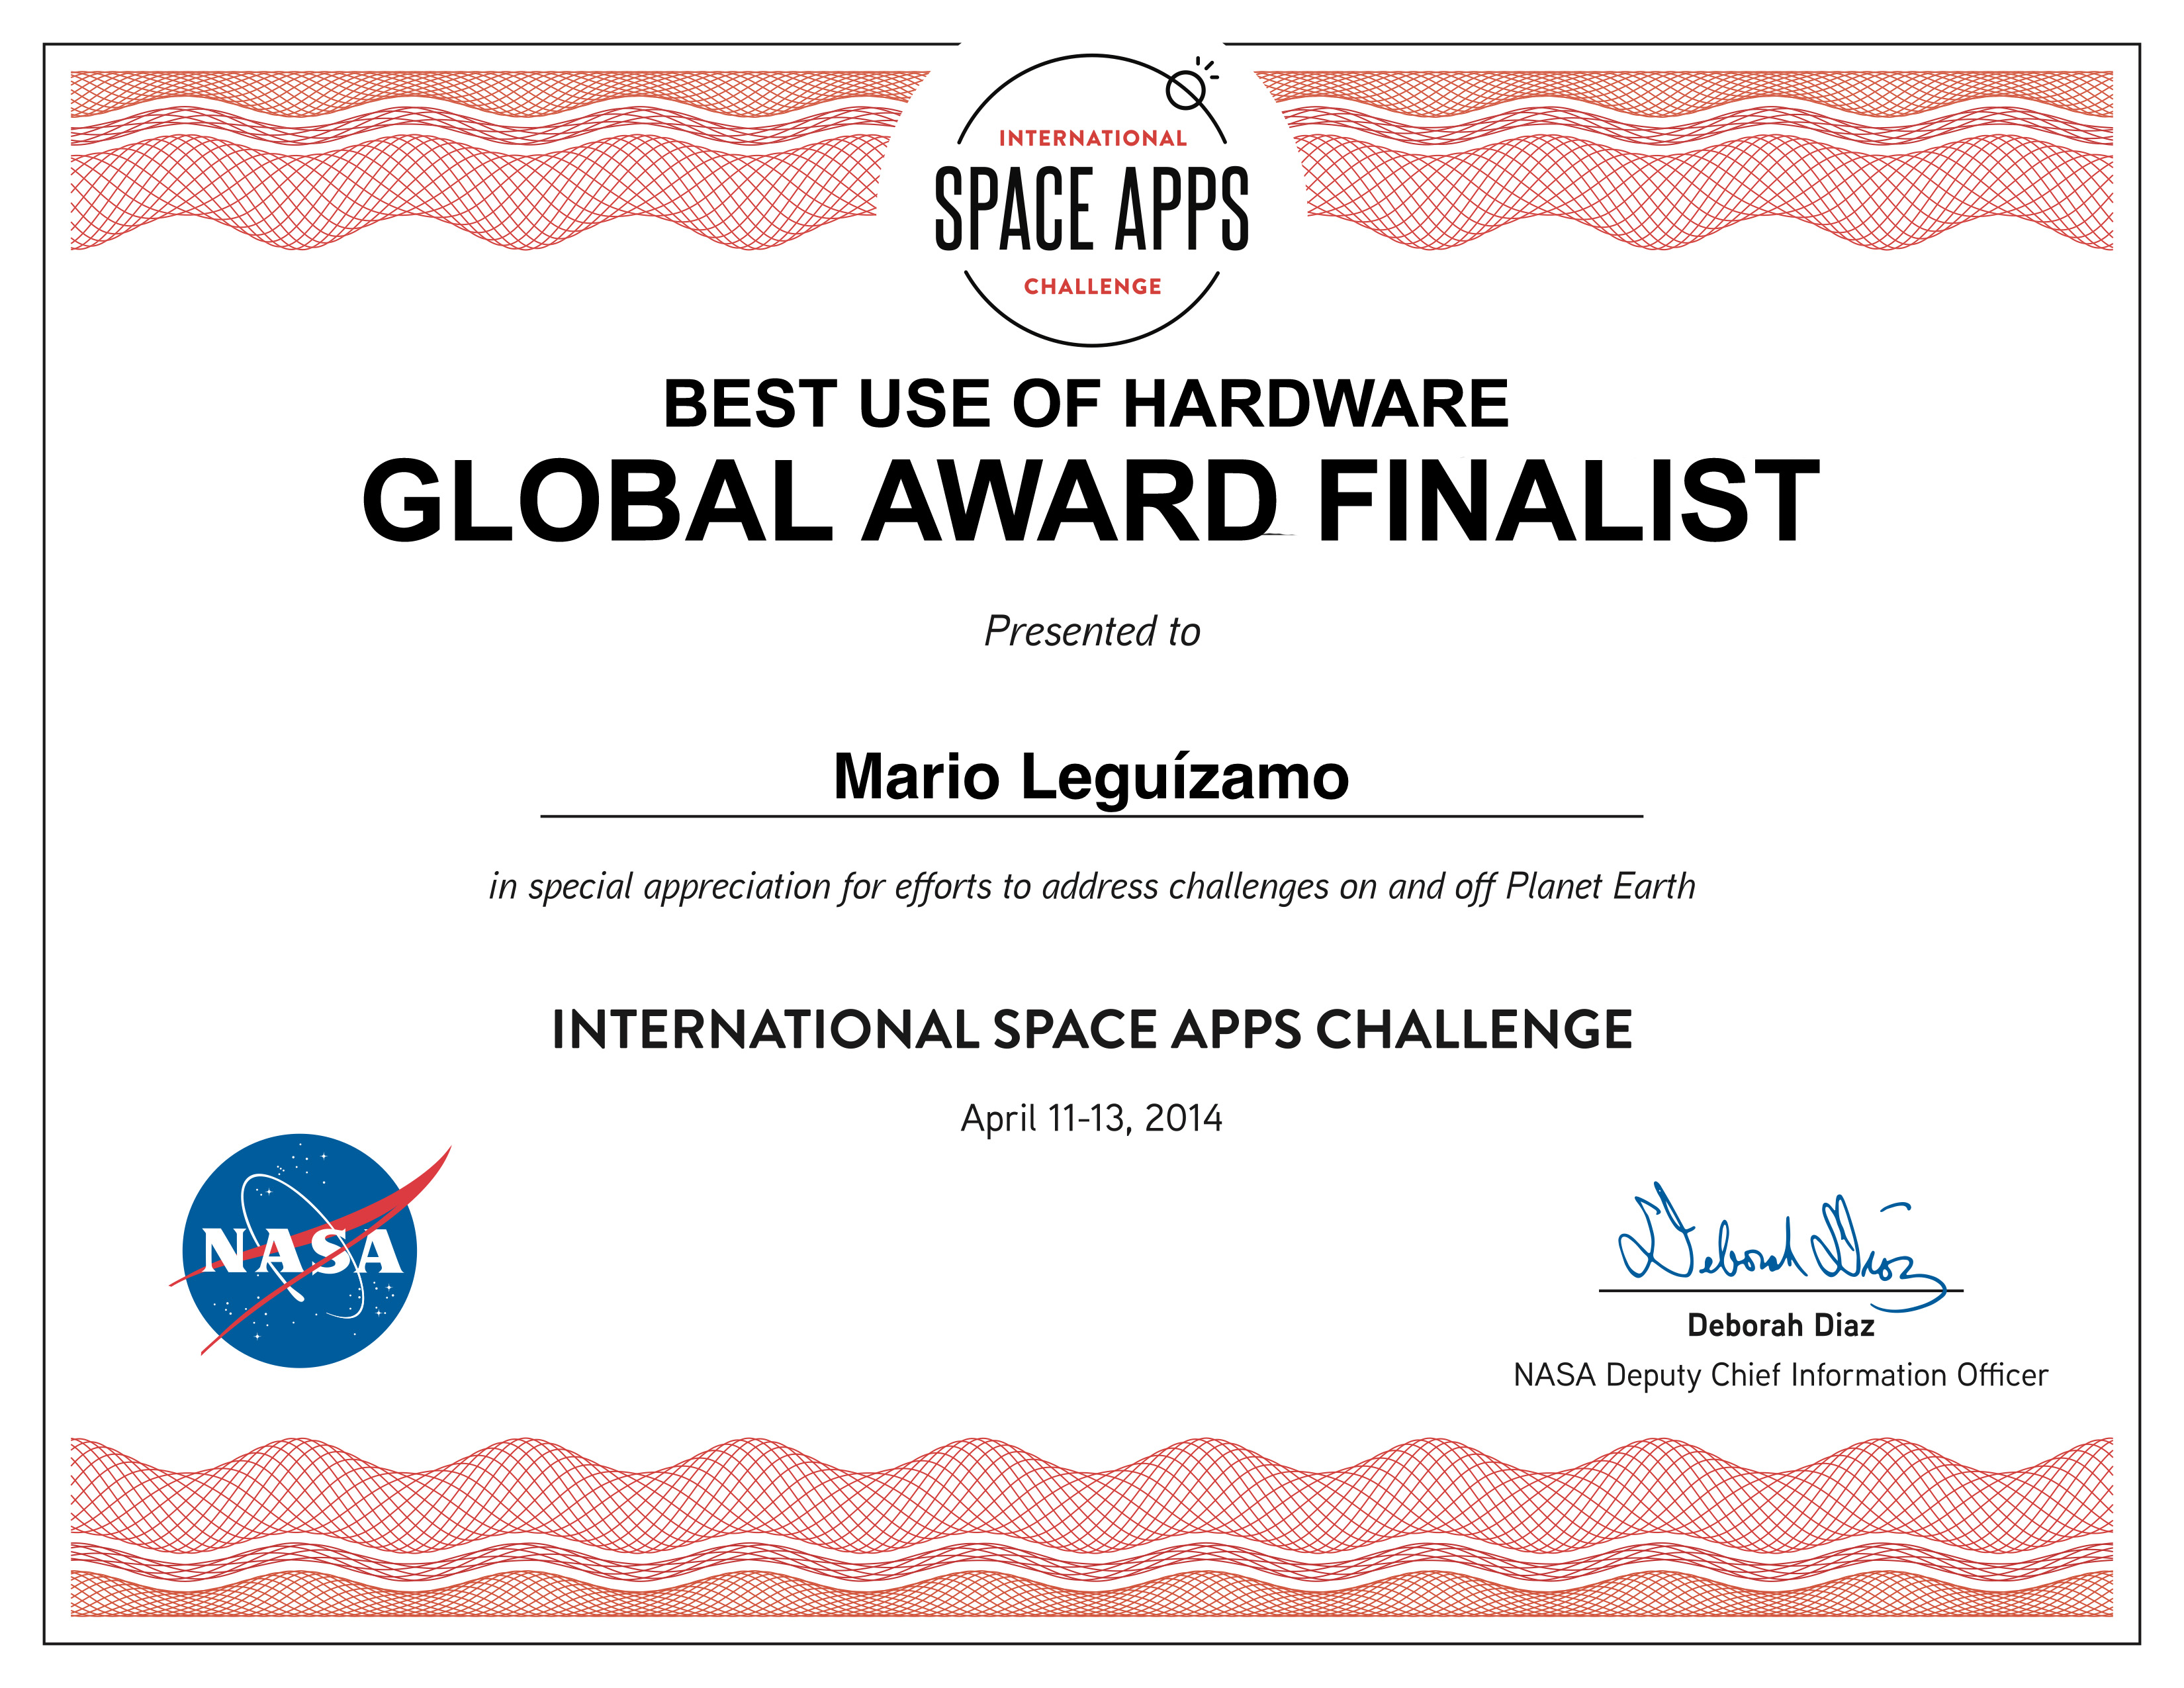 INTERNATIONAL
SPACE APPS
CHALLENGE
BEST USE OF HARDWARE
GLOBAL AWARD FINALIST
Presented to
Mario Leguízamo
in special appreciation for efforts to address challenges on and off Planet Earth
INTERNATIONAL SPACE APPS CHALLENGE
April 11-13, 2014
NASA
Deborah Diaz
Deborah Diaz
NASA Deputy Chief Information Officer